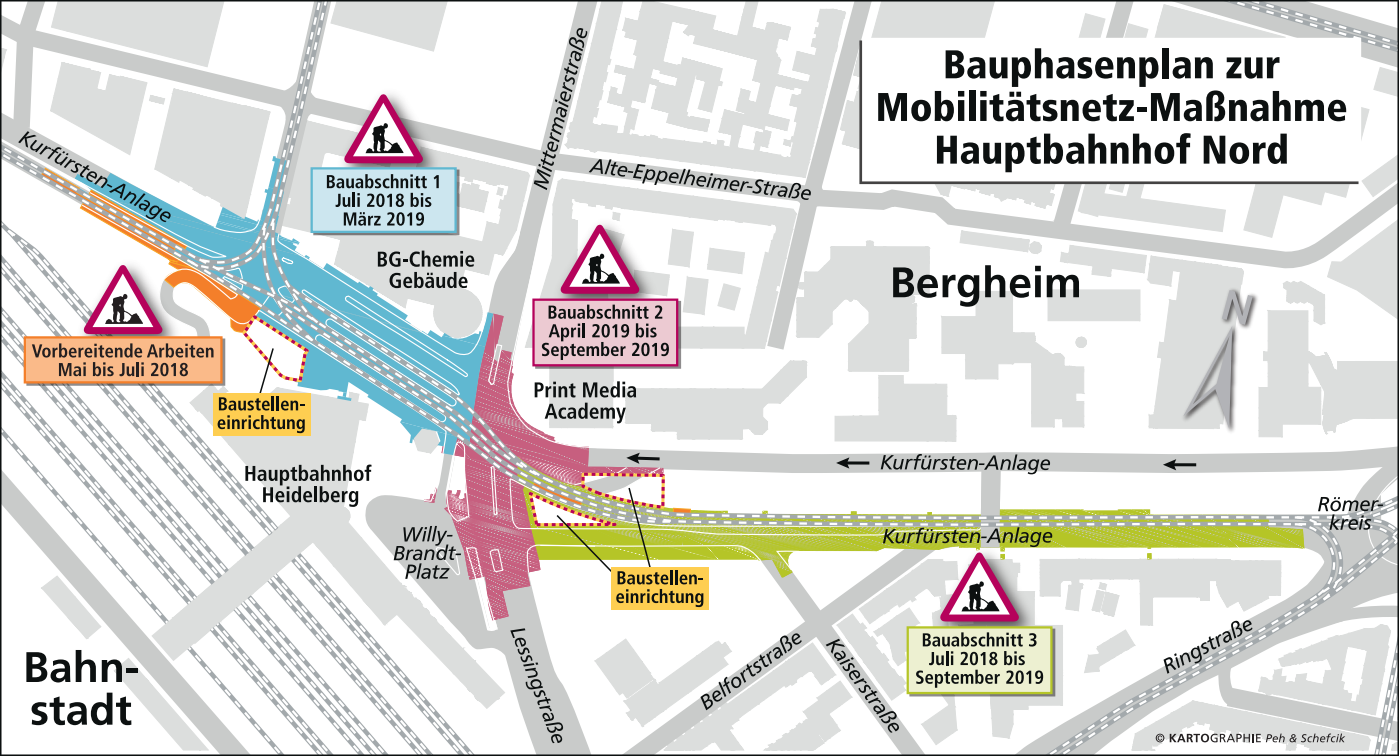 Bauphasenplan zur
Mobilitätsnetz-Maßnahme
Hauptbahnhof Nord
Kurfürsten-Anlage
Mittermaierstraße
Alte-Eppelheimer-Straße
Bauabschnitt 1
Juli 2018 bis
März 2019
BG-Chemie
Gebäude
Bauabschnitt 2
April 2019 bis
September 2019
Bergheim
N
Vorbereitende Arbeiten
Mai bis Juli 2018
Print Media
Academy
Baustellen-
einrichtung
Hauptbahnhof
Heidelberg
Kurfürsten-Anlage
Römer-
kreis
Kurfürsten-Anlage
Willy-
Brandt-
Platz
Baustellen-
einrichtung
Bauabschnitt 3
Juli 2018 bis
September 2019
Lessingstraße
Belfortstraße
Kaiserstraße
Ringstraße
Bahn-
stadt
© KARTOGRAPHIE Peh & Schefcik